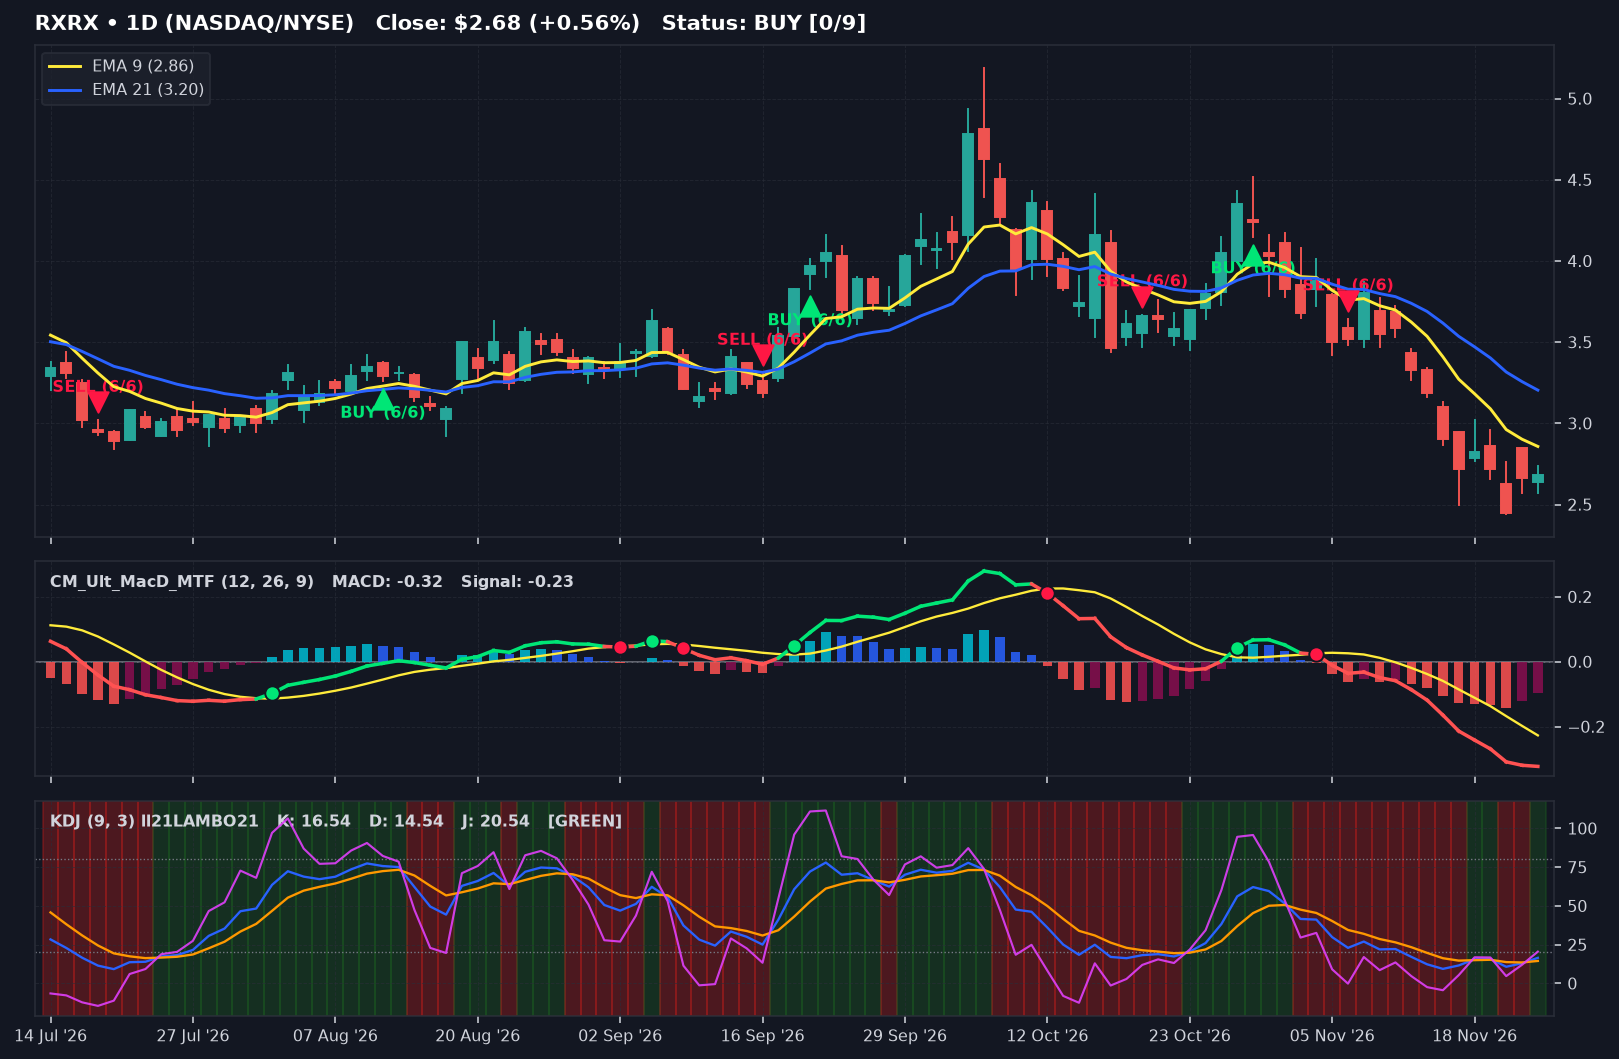 RXRX • 1D (NASDAQ/NYSE)   Close: $2.68 (+0.56%)   Status: BUY [0/9]
EMA 9 (2.86)
EMA 21 (3.20)
5.0
4.5
4.0
3.5
3.0
2.5
SELL (6/6)
BUY (6/6)
SELL (6/6)
BUY (6/6)
SELL (6/6)
BUY (6/6)
SELL (6/6)
CM_Ult_MacD_MTF (12, 26, 9)   MACD: -0.32   Signal: -0.23
0.2
0.0
−0.2
KDJ (9, 3) II21LAMBO21   K: 16.54   D: 14.54   J: 20.54   [GREEN]
100
75
50
25
0
14 Jul '26
27 Jul '26
07 Aug '26
20 Aug '26
02 Sep '26
16 Sep '26
29 Sep '26
12 Oct '26
23 Oct '26
05 Nov '26
18 Nov '26